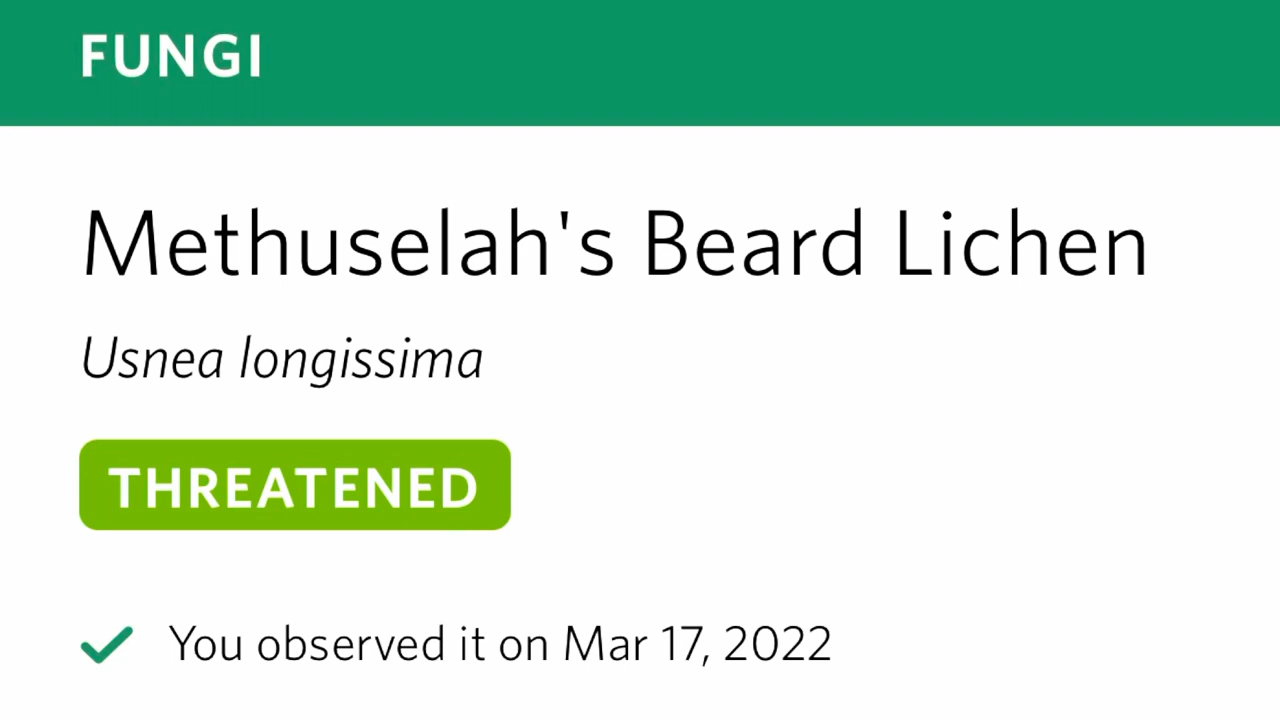 FUNGI
Methuselah's Beard Lichen
Usnea longissima
THREATENED
You observed it on Mar 17, 2022